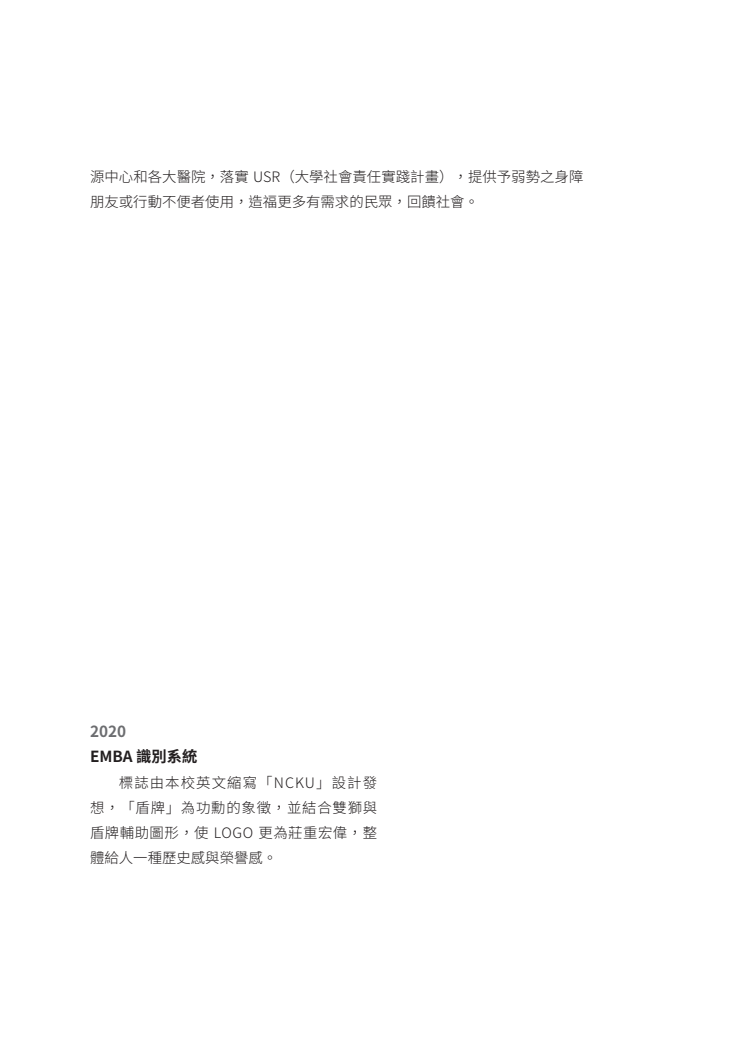 源中心和各大醫院，落實 USR（大學社會責任實踐計畫），提供予弱勢之身障
朋友或行動不便者使用，造福更多有需求的民眾，回饋社會。
2020
EMBA 識別系統
標誌由本校英文縮寫「NCKU」設計發
想，「盾牌」為功勳的象徵，並結合雙獅與
盾牌輔助圖形，使 LOGO 更為莊重宏偉，整
體給人一種歷史感與榮譽感。